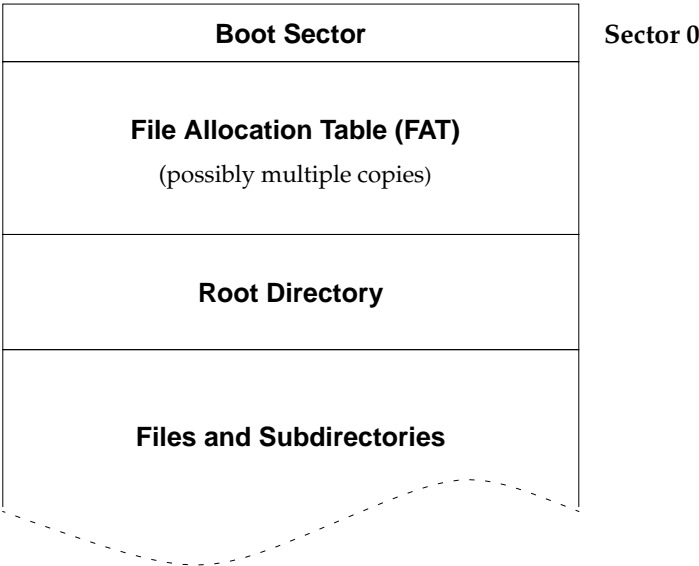 Boot Sector
Sector 0
File Allocation Table (FAT)
(possibly multiple copies)
Root Directory
Files and Subdirectories